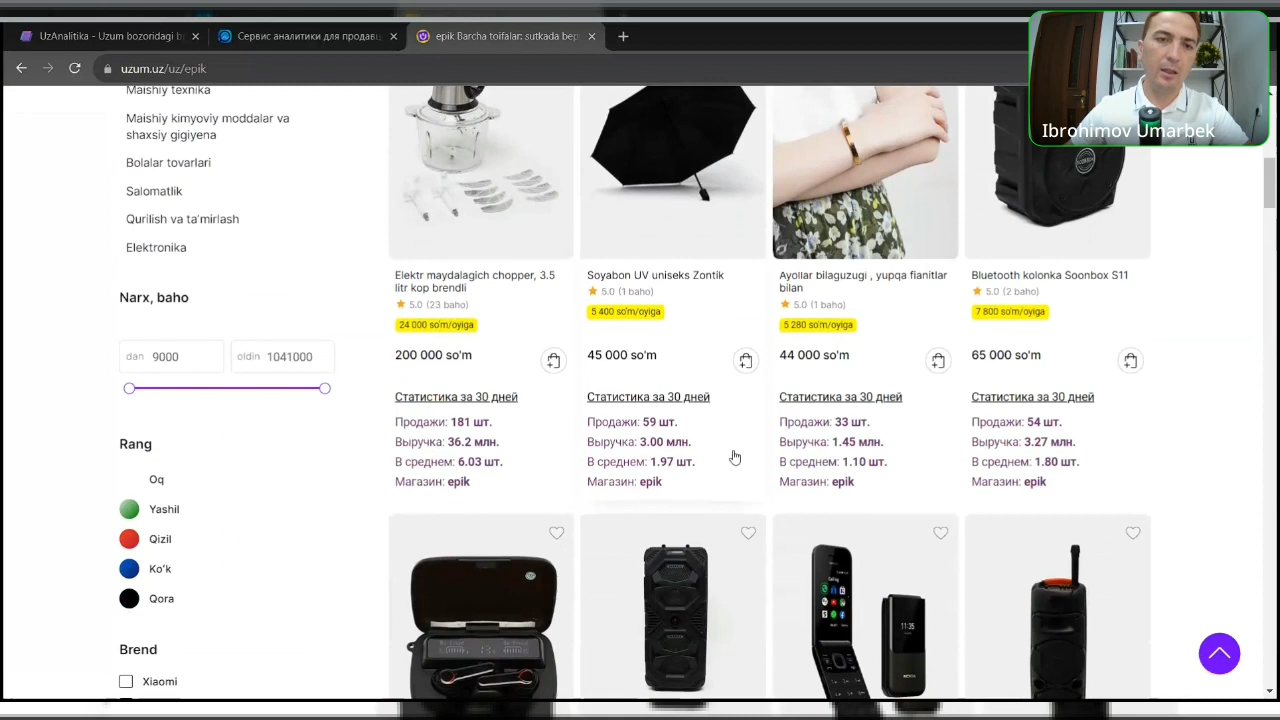 UzAnalitika - Uzum bozoridagi b
Сервис аналитики для продавц
epik Barcha toifalar: sutkada bep
uzum.uz/uz/epik
Ibrohimov Umarbek
Maishiy texnika
Maishiy kimyoviy moddalar va
shaxsiy gigiyena
Bolalar tovarlari
Salomatlik
Qurilish va ta'mirlash
Elektronika
Narx, baho
dan 9000
oldin 1041000
Rang
Oq
Yashil
Qizil
Ko'k
Qora
Brend
Xiaomi
Elektr maydalagich chopper, 3.5
litr kop brendli
5.0 (23 baho)
24 000 so'm/oyiga
200 000 so'm
Статистика за 30 дней
Продажи: 181 шт.
Выручка: 36.2 млн.
В среднем: 6.03 шт.
Магазин: epik
Soyabon UV uniseks Zontik
5.0 (1 baho)
5 400 so'm/oyiga
45 000 so'm
Статистика за 30 дней
Продажи: 59 шт.
Выручка: 3.00 млн.
В среднем: 1.97 шт.
Магазин: epik
Ayollar bilaguzugi , yupqa fianitlar
bilan
5.0 (1 baho)
5 280 so'm/oyiga
44 000 so'm
Статистика за 30 дней
Продажи: 33 шт.
Выручка: 1.45 млн.
В среднем: 1.10 шт.
Магазин: epik
Bluetooth kolonka Soonbox S11
5.0 (2 baho)
7 800 so'm/oyiga
65 000 so'm
Статистика за 30 дней
Продажи: 54 шт.
Выручка: 3.27 млн.
В среднем: 1.80 шт.
Магазин: epik
11:35